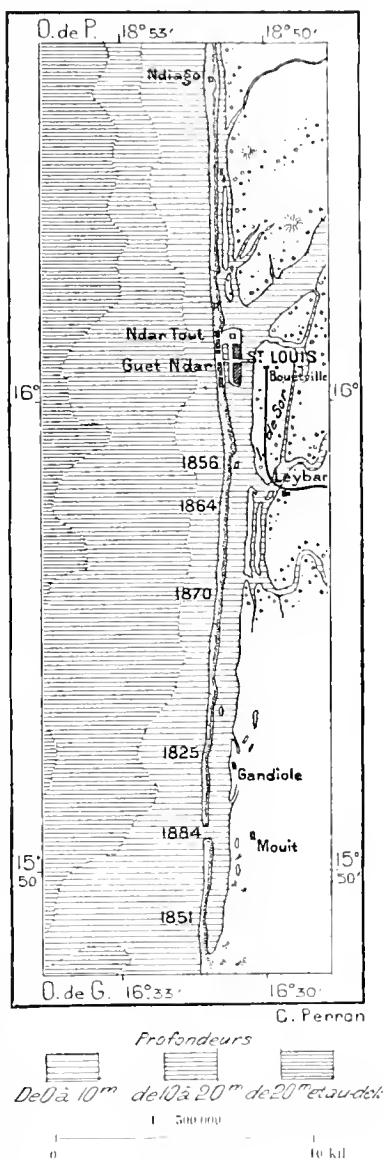 O. de P. 18°53' 18°50'
Ndiago
Ndar Tout
ST LOUIS
Guet Ndar
Bouetville
16° 16°
de Sor
1856
Leybar
1864
1870
1825
Gandiole
1884
Mouit
15° 50' 15° 50'
1851
O. de G. 16°33' 16°30'
C. Perron
Profondeurs
De 0 à 10m de 10 à 20m de 20m et au-delà
1 500 000
0 10 kil